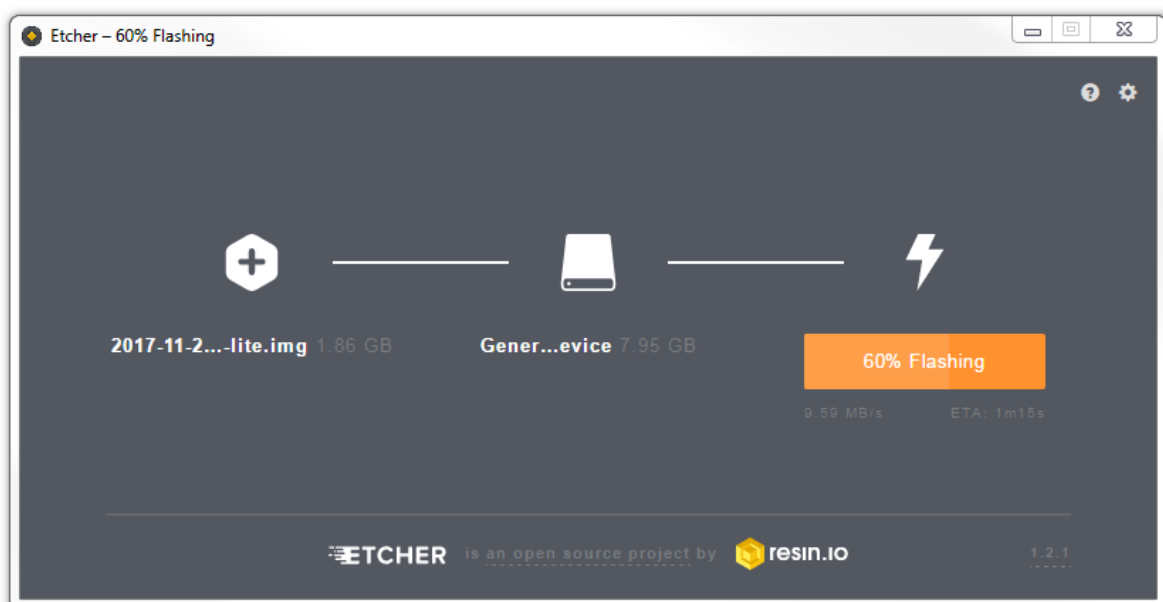 Etcher – 60% Flashing
2017-11-2...-lite.img 1.86 GB
Gener...evice 7.95 GB
60% Flashing
9.59 MB/s ETA: 1m15s
ETCHER is an open source project by resin.io 1.2.1